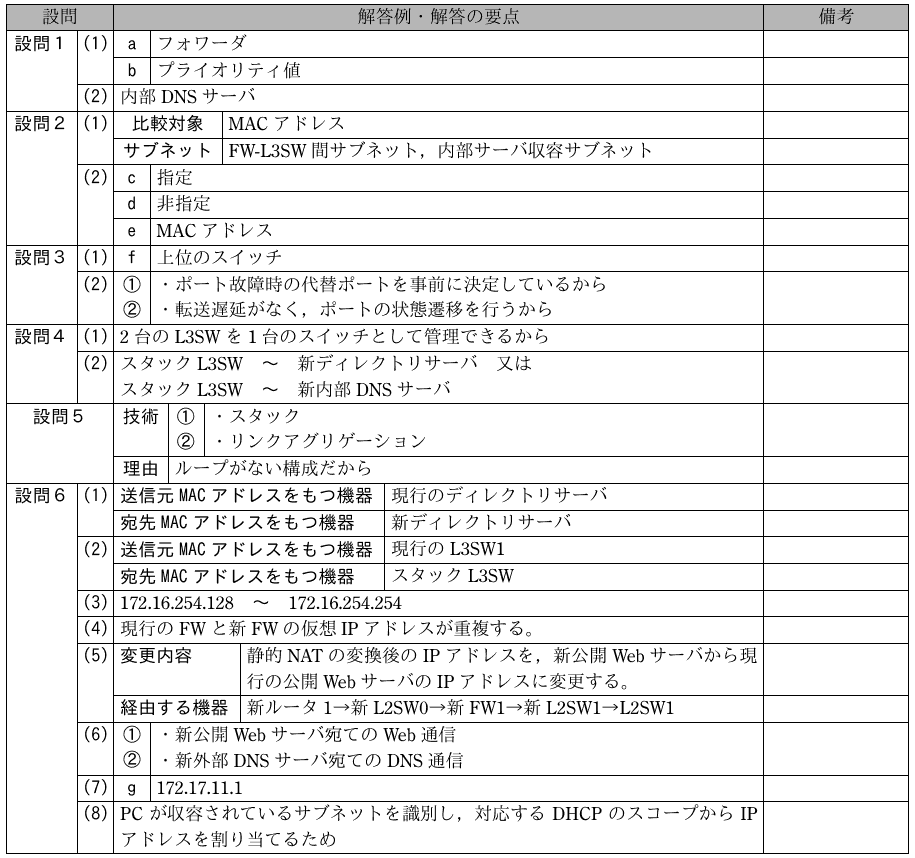 設問 解答例・解答の要点 備考
設問1 (1) a フォワーダ
b プライオリティ値
(2) 内部 DNS サーバ
設問2 (1) 比較対象 MAC アドレス
サブネット FW-L3SW 間サブネット，内部サーバ収容サブネット
(2) c 指定
d 非指定
e MAC アドレス
設問3 (1) f 上位のスイッチ
(2) ① ・ポート故障時の代替ポートを事前に決定しているから
② ・転送遅延がなく，ポートの状態遷移を行うから
設問4 (1) 2 台の L3SW を 1 台のスイッチとして管理できるから
(2) スタック L3SW ～ 新ディレクトリサーバ 又は
スタック L3SW ～ 新内部 DNS サーバ
設問5 技術 ① ・スタック
② ・リンクアグリゲーション
理由 ループがない構成だから
設問6 (1) 送信元 MAC アドレスをもつ機器 現行のディレクトリサーバ
宛先 MAC アドレスをもつ機器 新ディレクトリサーバ
(2) 送信元 MAC アドレスをもつ機器 現行の L3SW1
宛先 MAC アドレスをもつ機器 スタック L3SW
(3) 172.16.254.128 ～ 172.16.254.254
(4) 現行の FW と新 FW の仮想 IP アドレスが重複する。
(5) 変更内容 静的 NAT の変換後の IP アドレスを，新公開 Web サーバから現
行の公開 Web サーバの IP アドレスに変更する。
経由する機器 新ルータ 1→新 L2SW0→新 FW1→新 L2SW1→L2SW1
(6) ① ・新公開 Web サーバ宛ての Web 通信
② ・新外部 DNS サーバ宛ての DNS 通信
(7) g 172.17.11.1
(8) PC が収容されているサブネットを識別し，対応する DHCP のスコープから IP
アドレスを割り当てるため